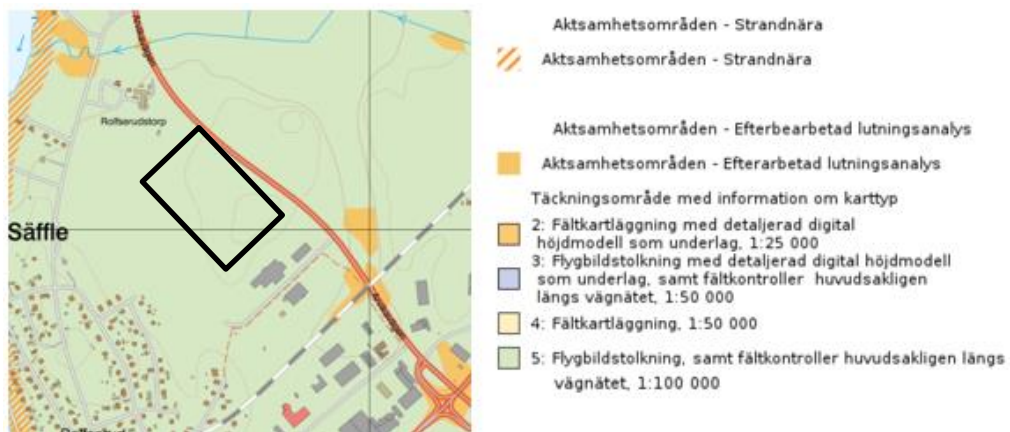 Rolfserudstorp
Säffle
Aktsamhetsområden - Strandnära
Aktsamhetsområden - Strandnära
Aktsamhetsområden - Efterbearbetad lutningsanalys
Aktsamhetsområden - Efterarbetad lutningsanalys
Täckningsområde med information om karttyp
2: Fältkartläggning med detaljerad digital
höjdmodell som underlag, 1:25 000
3: Flygbildstolkning med detaljerad digital höjdmodell
som underlag, samt fältkontroller huvudsakligen
längs vägnätet, 1:50 000
4: Fältkartläggning, 1:50 000
5: Flygbildstolkning, samt fältkontroller huvudsakligen längs
vägnätet, 1:100 000